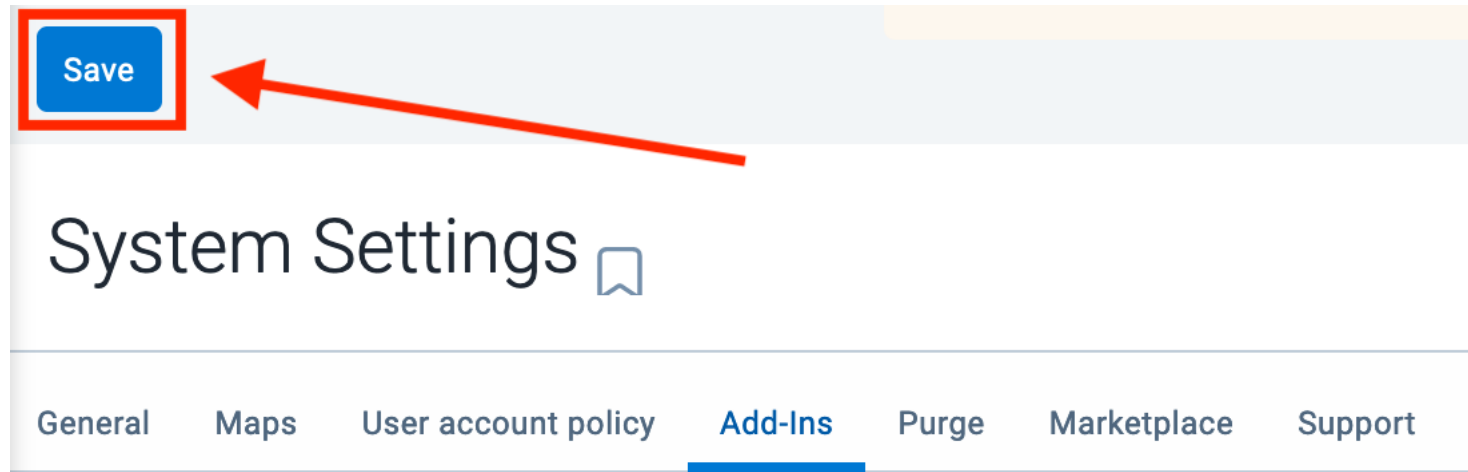 Save
System Settings
General Maps User account policy Add-Ins Purge Marketplace Support